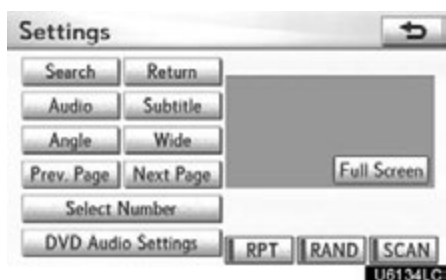 Settings
Search Return
Audio Subtitle
Angle Wide
Prev. Page Next Page Full Screen
Select Number
DVD Audio Settings RPT RAND SCAN
U6134LC